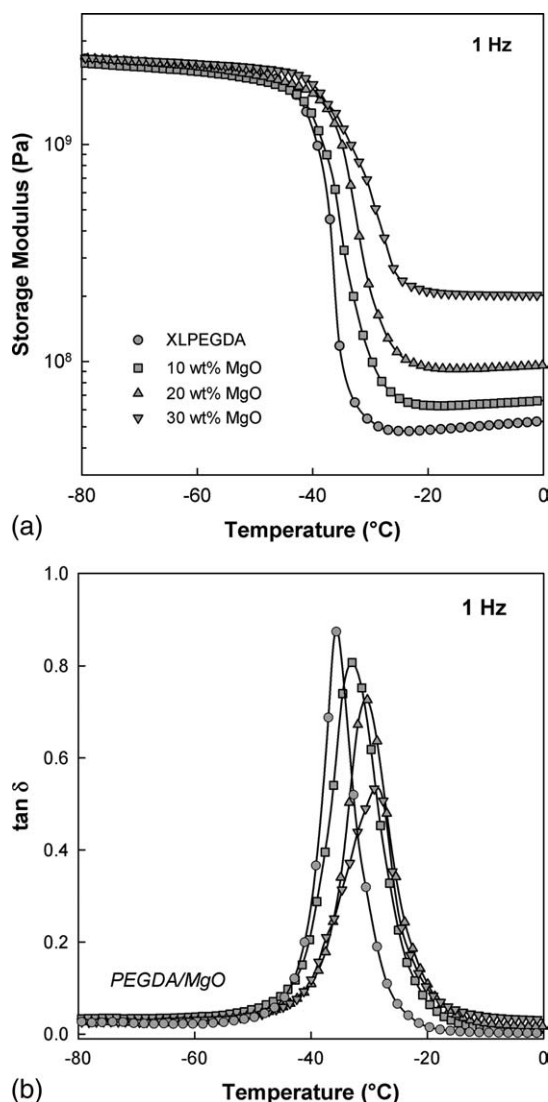 1 Hz
Storage Modulus (Pa)
10⁹
10⁸
XLPEGDA
10 wt% MgO
20 wt% MgO
30 wt% MgO
-80
-60
-40
-20
0
Temperature (°C)
(a)
1 Hz
tan δ
1.0
0.8
0.6
0.4
0.2
0.0
PEGDA/MgO
-80
-60
-40
-20
0
Temperature (°C)
(b)